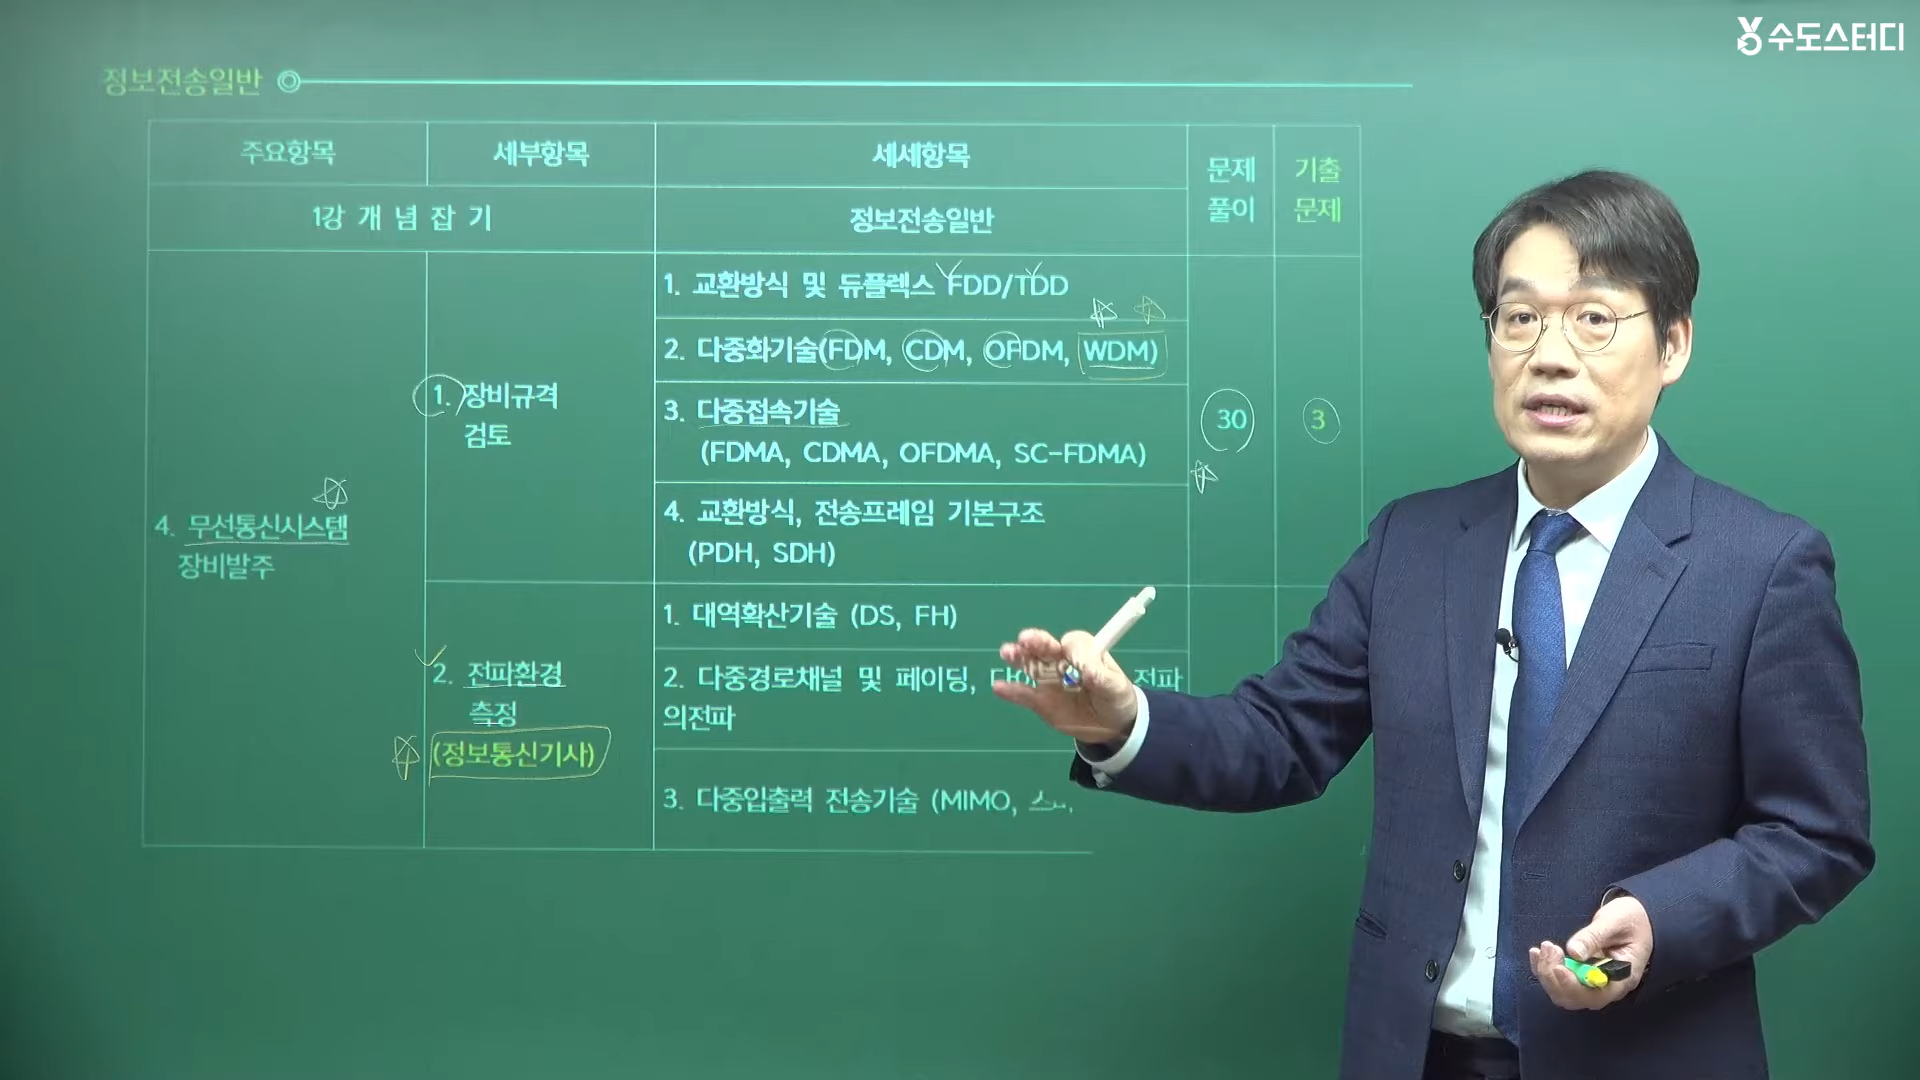 수도스터디
정보전송일반
주요항목 세부항목 세세항목 문제 풀이 기출 문제
1강 개 념 잡 기 정보전송일반
4. 무선통신시스템
장비발주
1. 장비규격
검토
1. 교환방식 및 듀플렉스 FDD/TDD
2. 다중화기술(FDM, CDM, OFDM, WDM)
3. 다중접속기술
(FDMA, CDMA, OFDMA, SC-FDMA)
4. 교환방식, 전송프레임 기본구조
(PDH, SDH)
30 3
2. 전파환경
측정
(정보통신기사)
1. 대역확산기술 (DS, FH)
2. 다중경로채널 및 페이딩, 전파
의전파
3. 다중입출력 전송기술 (MIMO,